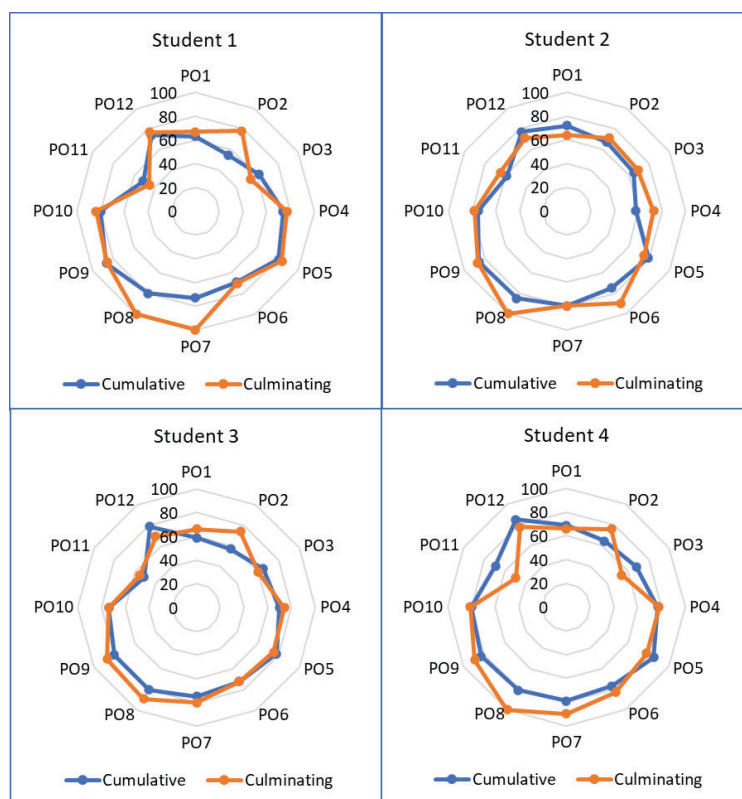 Student 1
PO1
PO2
PO3
PO4
PO5
PO6
PO7
PO8
PO9
PO10
PO11
PO12
100
80
60
40
20
0
Cumulative
Culminating
Student 2
PO1
PO2
PO3
PO4
PO5
PO6
PO7
PO8
PO9
PO10
PO11
PO12
100
80
60
40
20
0
Cumulative
Culminating
Student 3
PO1
PO2
PO3
PO4
PO5
PO6
PO7
PO8
PO9
PO10
PO11
PO12
100
80
60
40
20
0
Cumulative
Culminating
Student 4
PO1
PO2
PO3
PO4
PO5
PO6
PO7
PO8
PO9
PO10
PO11
PO12
100
80
60
40
20
0
Cumulative
Culminating